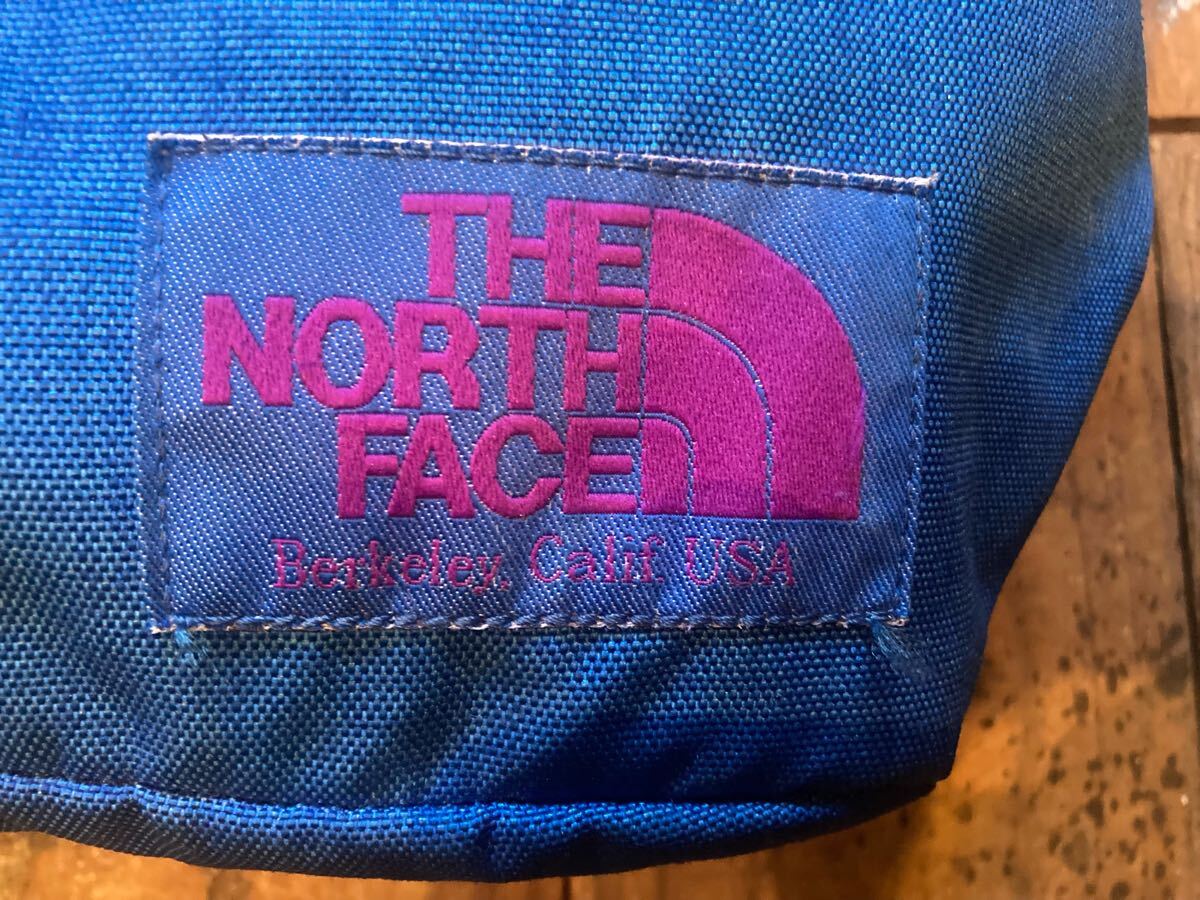 THE
NORTH
FACE
Berkeley, Calif. USA